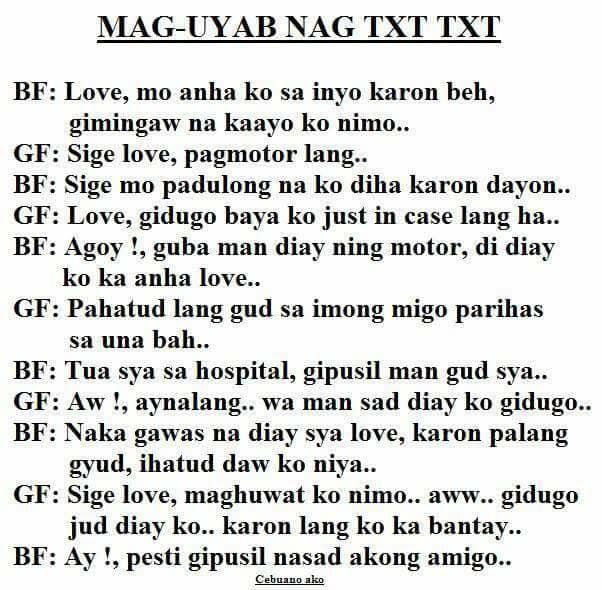 MAG-UYAB NAG TXT TXT
BF: Love, mo anha ko sa inyo karon beh,
gimingaw na kaayo ko nimo..
GF: Sige love, pagmotor lang..
BF: Sige mo padulong na ko diha karon dayon..
GF: Love, gidugo baya ko just in case lang ha..
BF: Agoy !, guba man diay ning motor, di diay
ko ka anha love..
GF: Pahatud lang gud sa imong migo parihas
sa una bah..
BF: Tua sya sa hospital, gipusil man gud sya..
GF: Aw !, aynalang.. wa man sad diay ko gidugo..
BF: Naka gawas na diay sya love, karon palang
gyud, ihatud daw ko niya..
GF: Sige love, maghuwat ko nimo.. aww.. gidugo
jud diay ko.. karon lang ko ka bantay..
BF: Ay !, pesti gipusil nasad akong amigo..
Cebuano ako